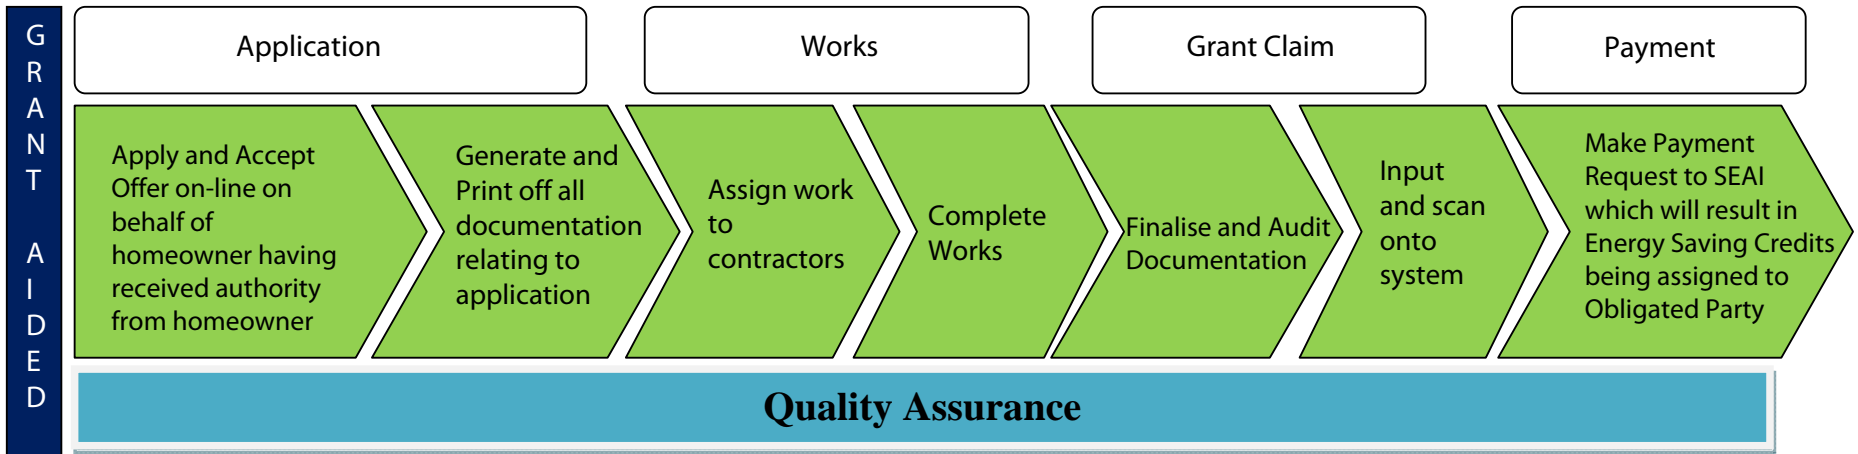 GRANT AIDED
Application
Works
Grant Claim
Payment
Apply and Accept
Offer on-line on
behalf of
homeowner having
received authority
from homeowner
Generate and
Print off all
documentation
relating to
application
Assign work
to
contractors
Complete
Works
Finalise and Audit
Documentation
Input
and scan
onto
system
Make Payment
Request to SEAI
which will result in
Energy Saving Credits
being assigned to
Obligated Party
Quality Assurance